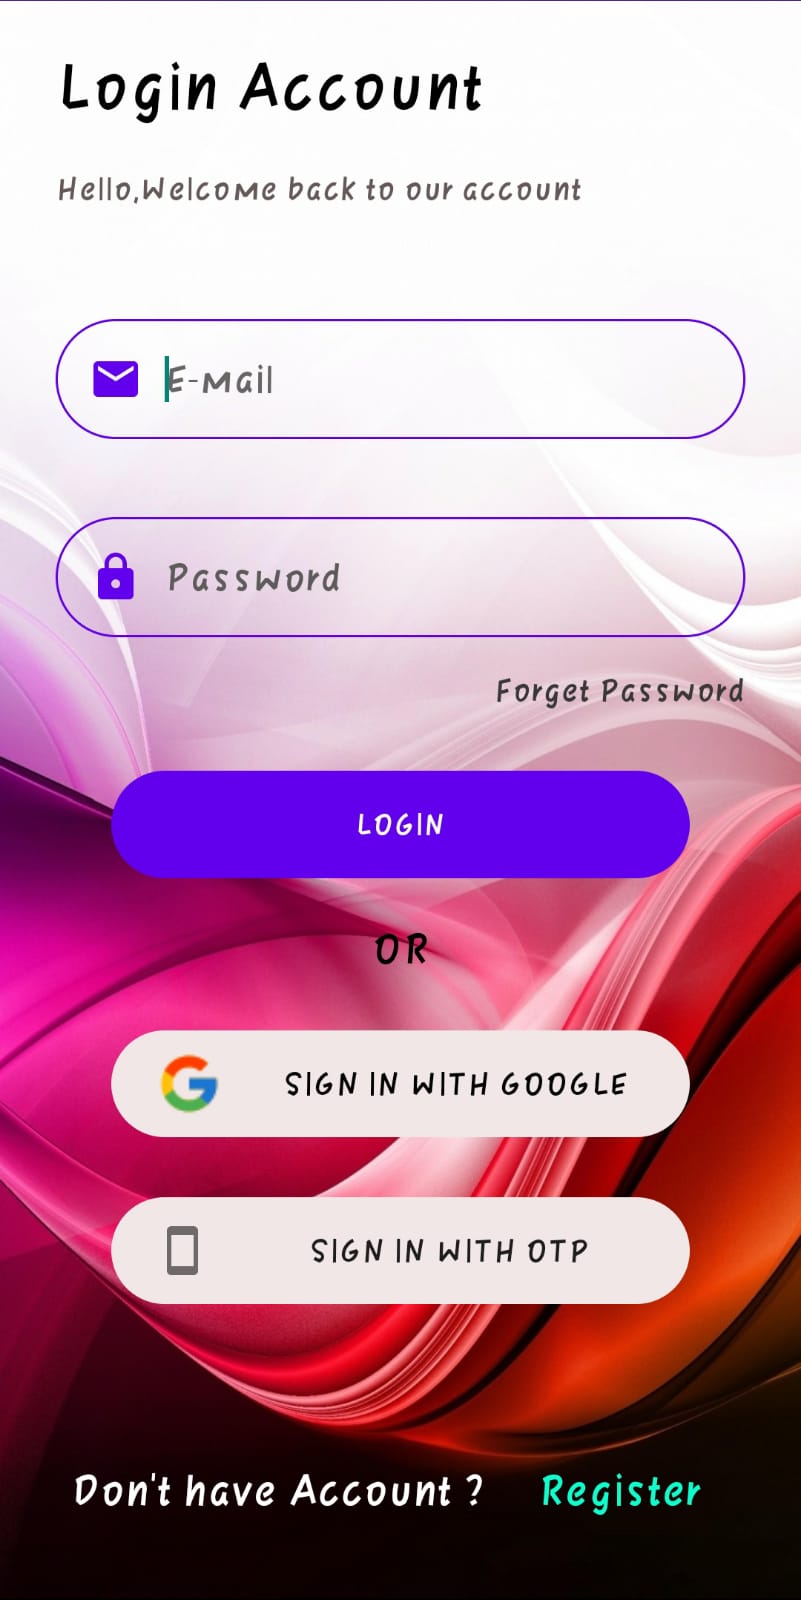 Login Account
Hello,Welcome back to our account
E-Mail
Password
Forget Password
LOGIN
OR
SIGN IN WITH GOOGLE
SIGN IN WITH OTP
Don't have Account ? Register